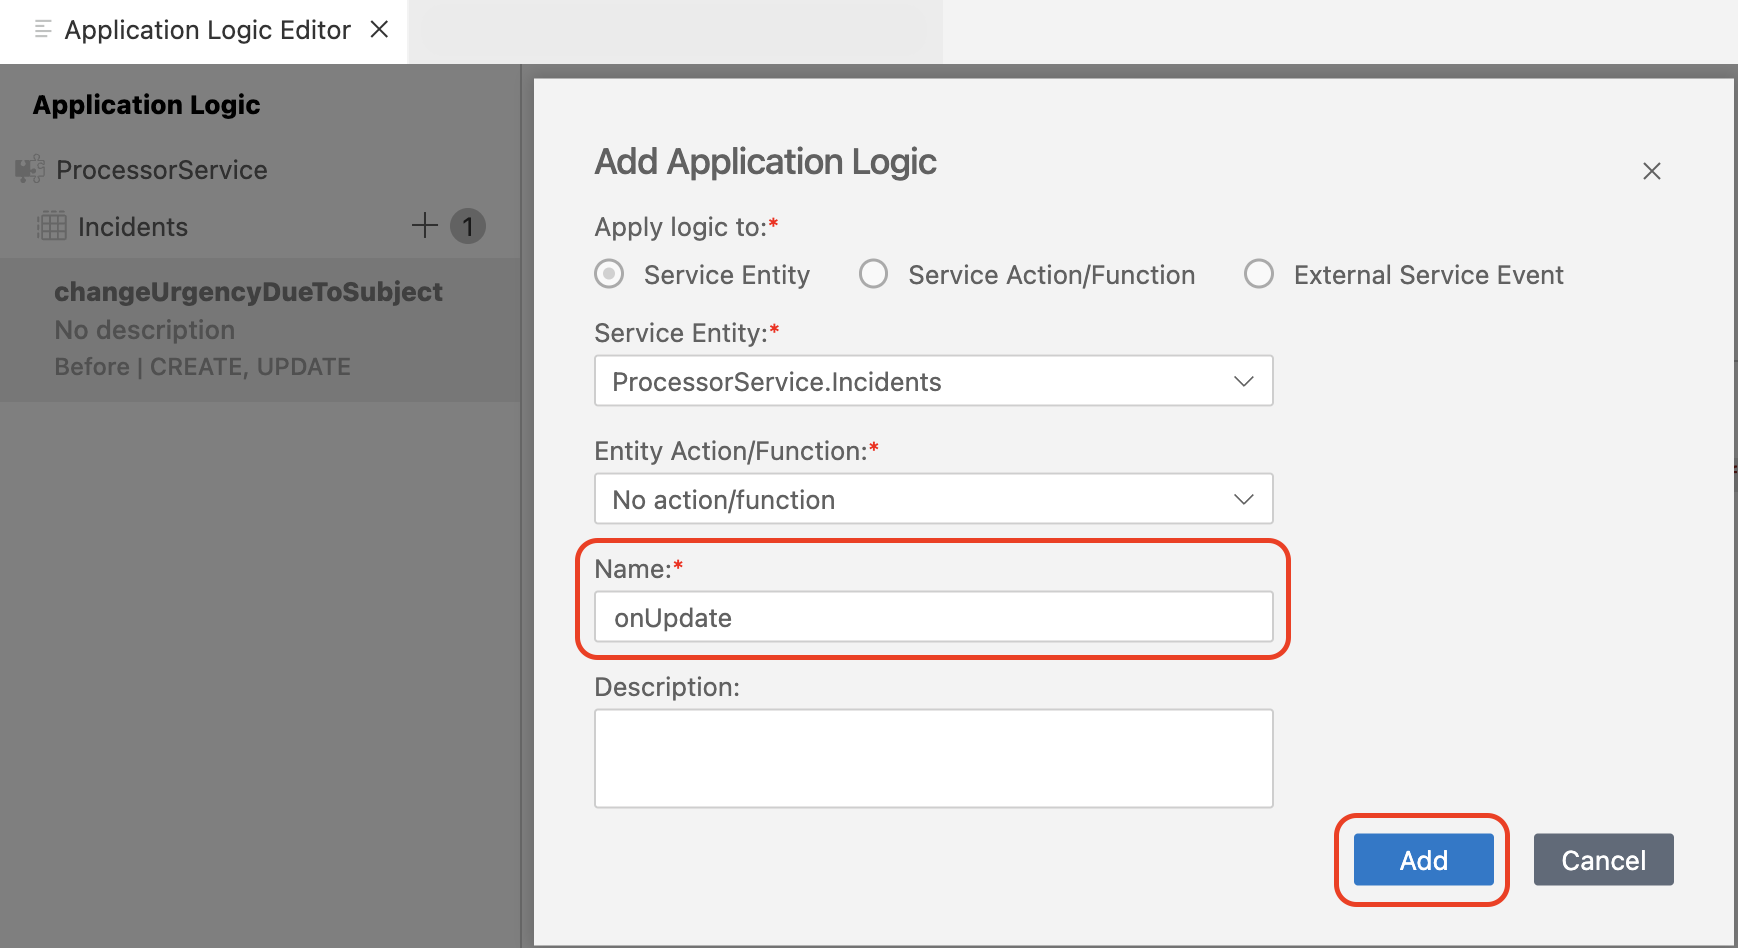 Application Logic Editor
Application Logic
ProcessorService
Incidents 1
changeUrgencyDueToSubject
No description
Before | CREATE, UPDATE
Add Application Logic
Apply logic to:*
Service Entity Service Action/Function External Service Event
Service Entity:*
ProcessorService.Incidents
Entity Action/Function:*
No action/function
Name:*
onUpdate
Description:
Add Cancel